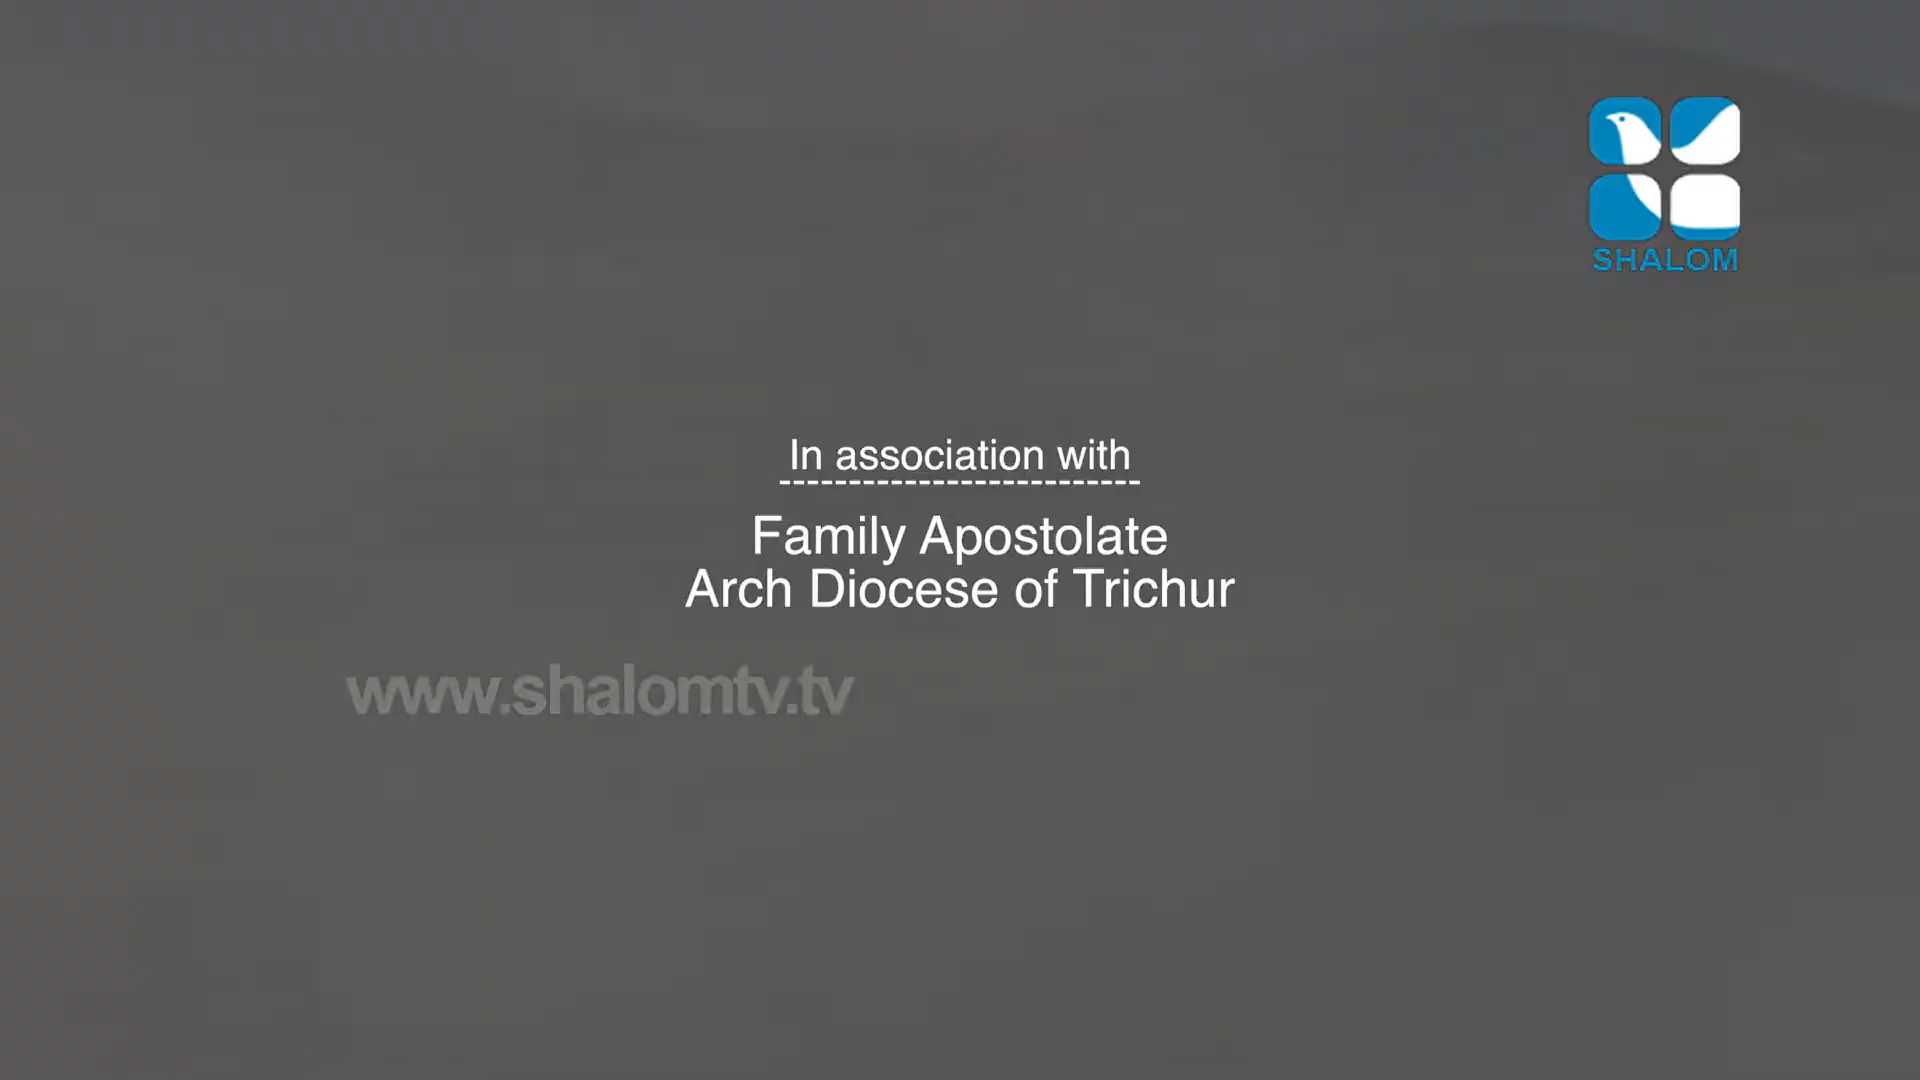 SHALOM
In association with
Family Apostolate
Arch Diocese of Trichur
www.shalomtv.tv